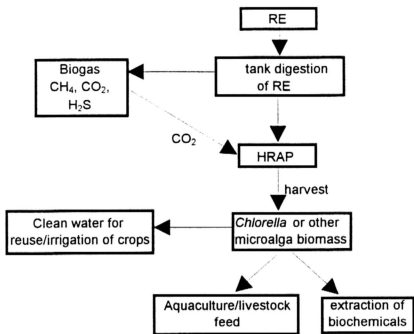 RE
Biogas
CH₄, CO₂,
H₂S
tank digestion
of RE
CO₂
HRAP
harvest
Clean water for
reuse/irrigation of crops
Chlorella or other
microalga biomass
Aquaculture/livestock
feed
extraction of
biochemicals